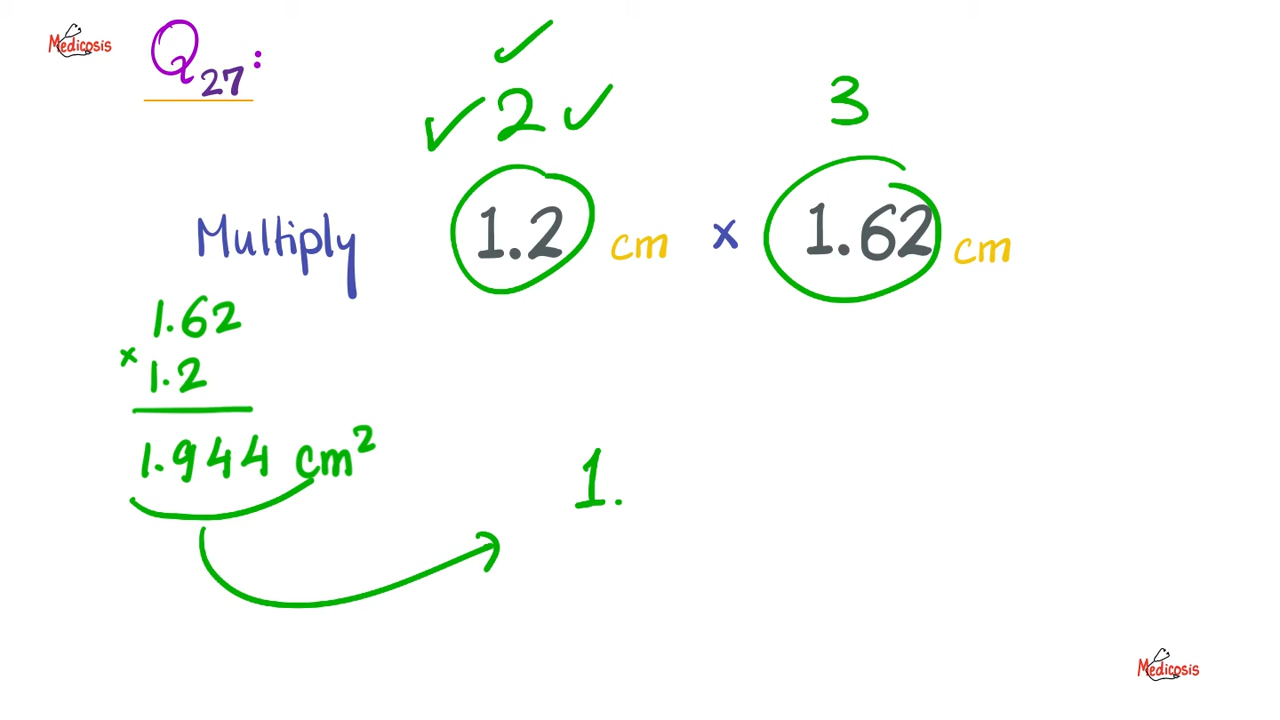 Medicosis
Q27:
2 3
Multiply 1.2 cm x 1.62 cm
1.62
x 1.2
1.944 cm²
1.
Medicosis